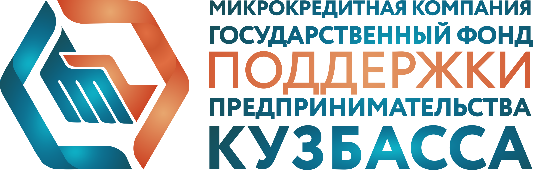 МИКРОКРЕДИТНАЯ КОМПАНИЯ
ГОСУДАРСТВЕННЫЙ ФОНД
ПОДДЕРЖКИ
ПРЕДПРИНИМАТЕЛЬСТВА
КУЗБАССА